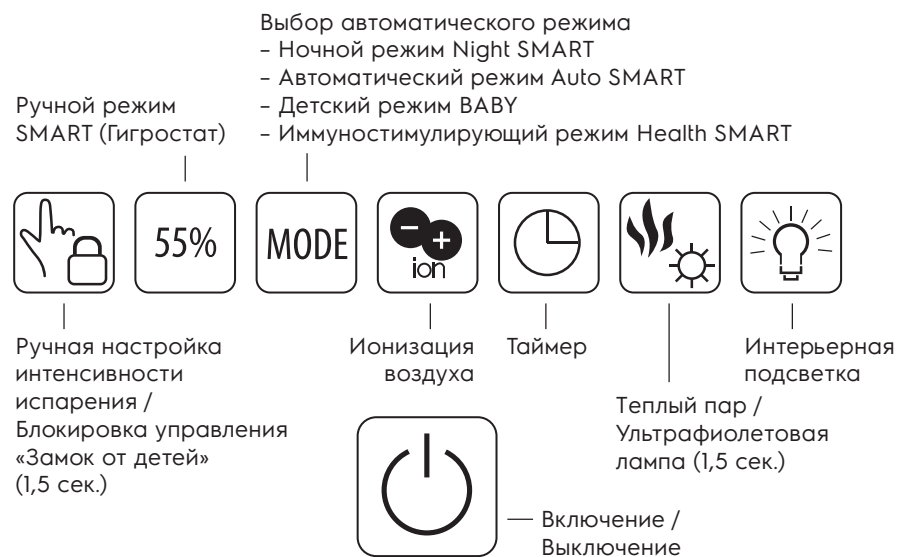 Выбор автоматического режима
– Ночной режим Night SMART
– Автоматический режим Auto SMART
– Детский режим BABY
– Иммуностимулирующий режим Health SMART
Ручной режим
SMART (Гигростат)
55%
MODE
ion
Ручная настройка
интенсивности
испарения /
Блокировка управления
«Замок от детей»
(1,5 сек.)
Ионизация
воздуха
Таймер
Теплый пар /
Ультрафиолетовая
лампа (1,5 сек.)
Интерьерная
подсветка
Включение /
Выключение